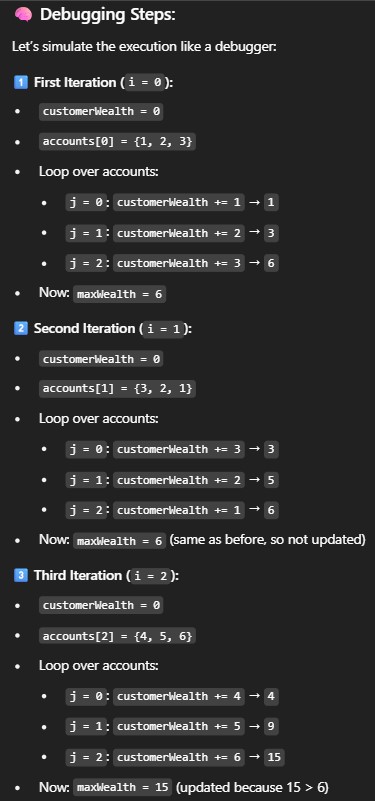 🧠 Debugging Steps:
Let's simulate the execution like a debugger:
1️⃣ First Iteration ( i = 0 ):
• customerWealth = 0
• accounts[0] = {1, 2, 3}
• Loop over accounts:
• j = 0 : customerWealth += 1 → 1
• j = 1 : customerWealth += 2 → 3
• j = 2 : customerWealth += 3 → 6
• Now: maxWealth = 6
2️⃣ Second Iteration ( i = 1 ):
• customerWealth = 0
• accounts[1] = {3, 2, 1}
• Loop over accounts:
• j = 0 : customerWealth += 3 → 3
• j = 1 : customerWealth += 2 → 5
• j = 2 : customerWealth += 1 → 6
• Now: maxWealth = 6 (same as before, so not updated)
3️⃣ Third Iteration ( i = 2 ):
• customerWealth = 0
• accounts[2] = {4, 5, 6}
• Loop over accounts:
• j = 0 : customerWealth += 4 → 4
• j = 1 : customerWealth += 5 → 9
• j = 2 : customerWealth += 6 → 15
• Now: maxWealth = 15 (updated because 15 > 6)